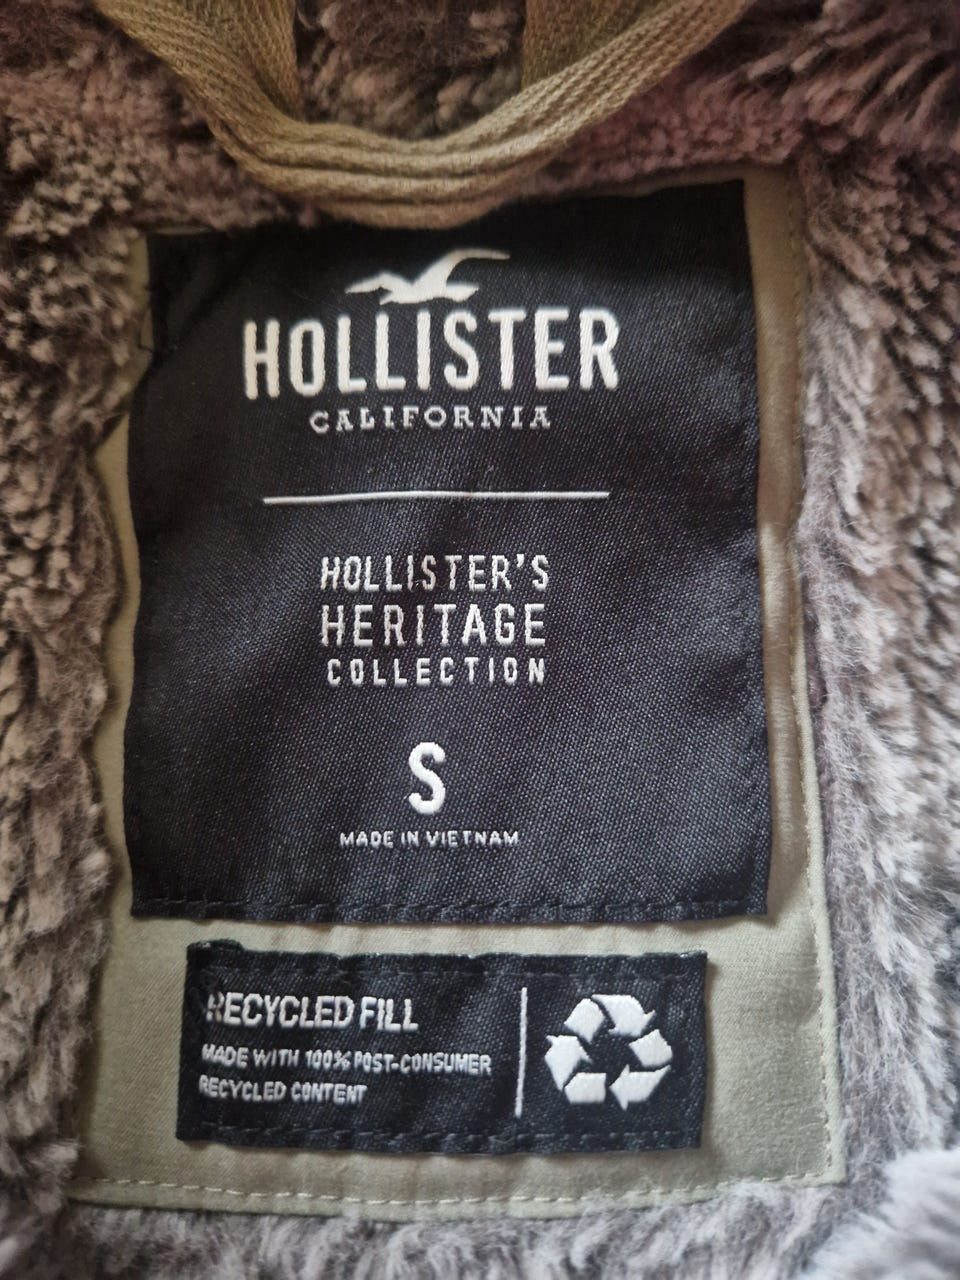 HOLLISTER
CALIFORNIA
HOLLISTER'S
HERITAGE
COLLECTION
S
MADE IN VIETNAM
RECYCLED FILL
MADE WITH 100% POST-CONSUMER
RECYCLED CONTENT